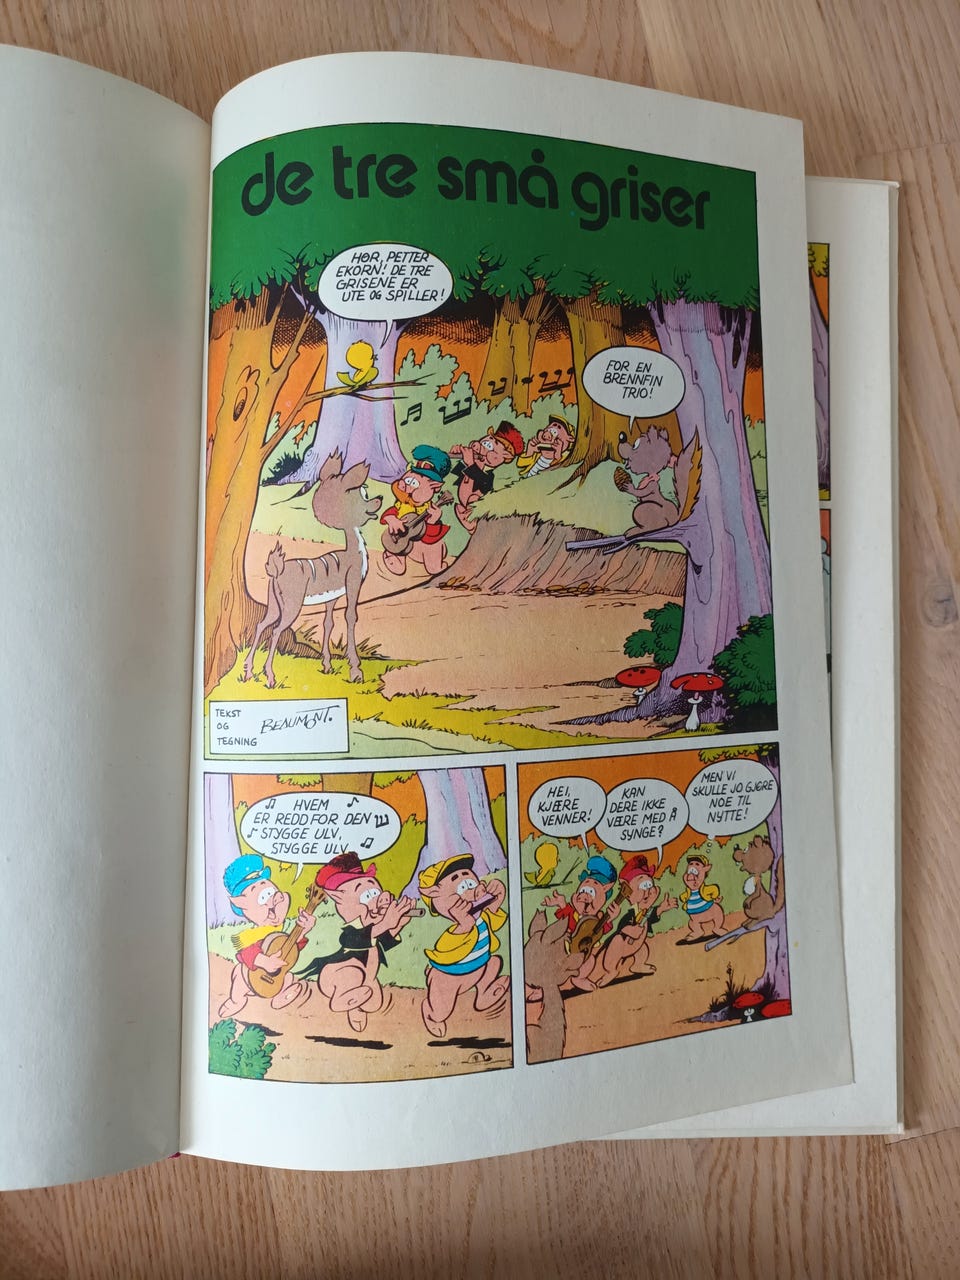 de tre små griser
HØR, PETTER
EKORN! DE TRE
GRISENE ER
UTE OG SPILLER!
FOR EN
BRENNFIN
TRIO!
TEKST
OG
TEGNING
BEAUMONT.
HVEM
ER REDD FOR DEN
STYGGE ULV,
STYGGE ULV
HEI,
KJÆRE
VENNER!
KAN
DERE IKKE
VÆRE MED Å
SYNGE?
MEN VI
SKULLE JO GJØRE
NOE TIL
NYTTE!